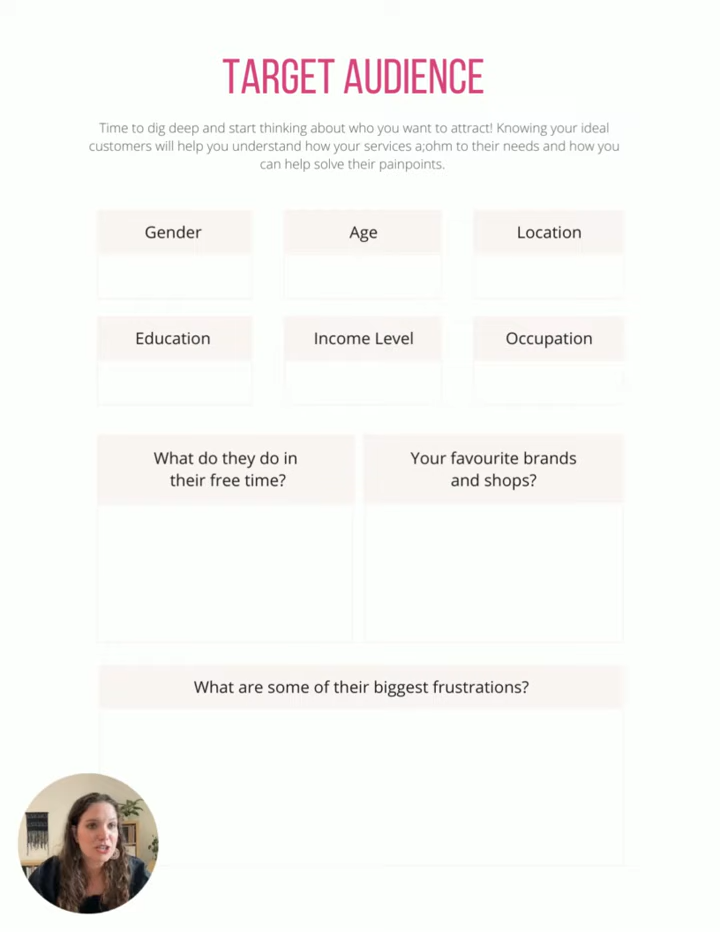 TARGET AUDIENCE
Time to dig deep and start thinking about who you want to attract! Knowing your ideal
customers will help you understand how your services a;ohm to their needs and how you
can help solve their painpoints.
Gender
Age
Location
Education
Income Level
Occupation
What do they do in
their free time?
Your favourite brands
and shops?
What are some of their biggest frustrations?